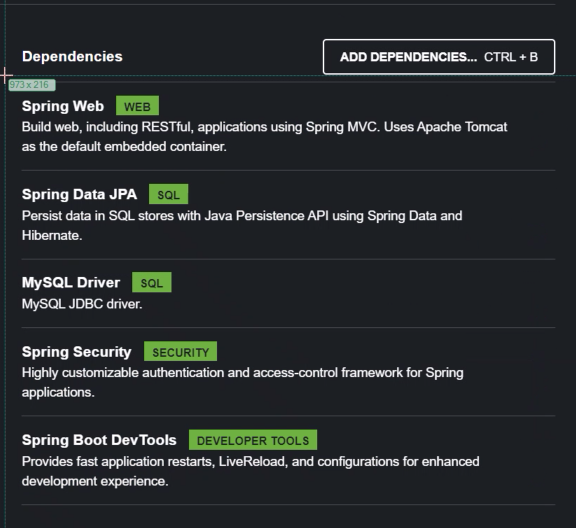 Dependencies
ADD DEPENDENCIES... CTRL + B
973 x 216
Spring Web WEB
Build web, including RESTful, applications using Spring MVC. Uses Apache Tomcat
as the default embedded container.
Spring Data JPA SQL
Persist data in SQL stores with Java Persistence API using Spring Data and
Hibernate.
MySQL Driver SQL
MySQL JDBC driver.
Spring Security SECURITY
Highly customizable authentication and access-control framework for Spring
applications.
Spring Boot DevTools DEVELOPER TOOLS
Provides fast application restarts, LiveReload, and configurations for enhanced
development experience.